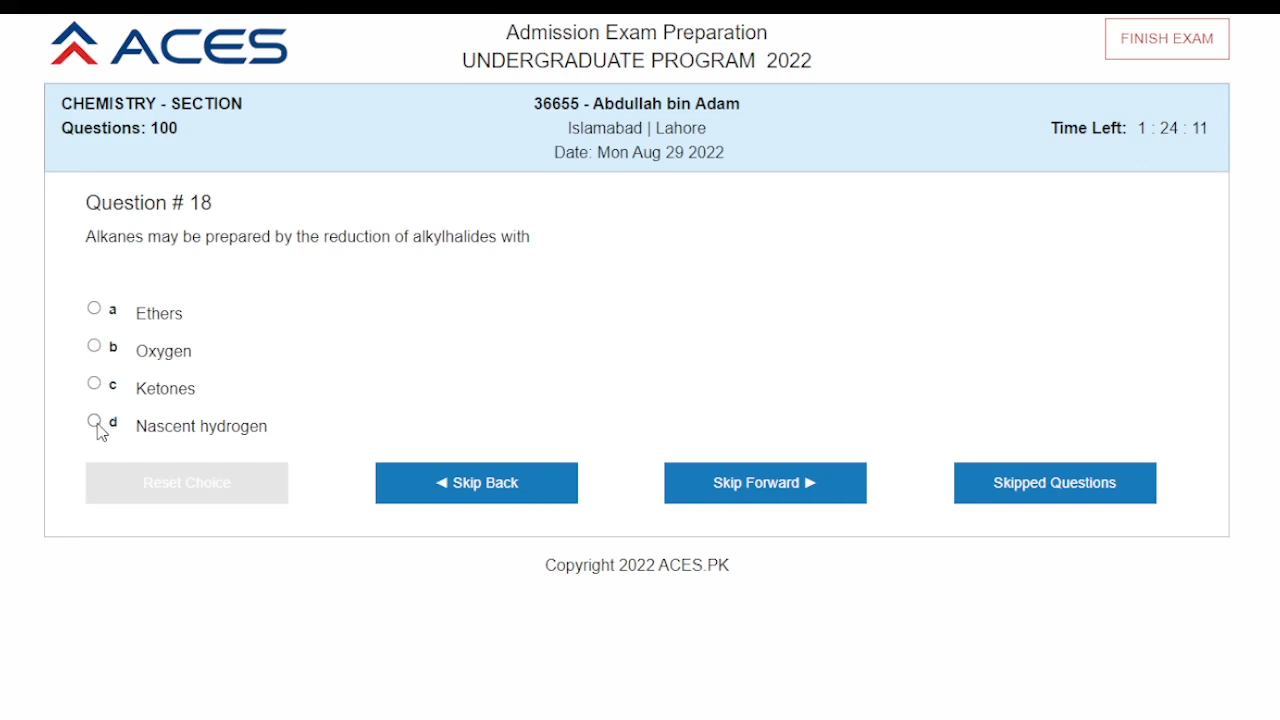 ACES
Admission Exam Preparation
UNDERGRADUATE PROGRAM 2022
FINISH EXAM
CHEMISTRY - SECTION
Questions: 100
36655 - Abdullah bin Adam
Islamabad | Lahore
Date: Mon Aug 29 2022
Time Left: 1 : 24 : 11
Question # 18
Alkanes may be prepared by the reduction of alkylhalides with
a Ethers
b Oxygen
c Ketones
d Nascent hydrogen
Reset Choice
◄ Skip Back
Skip Forward ►
Skipped Questions
Copyright 2022 ACES.PK